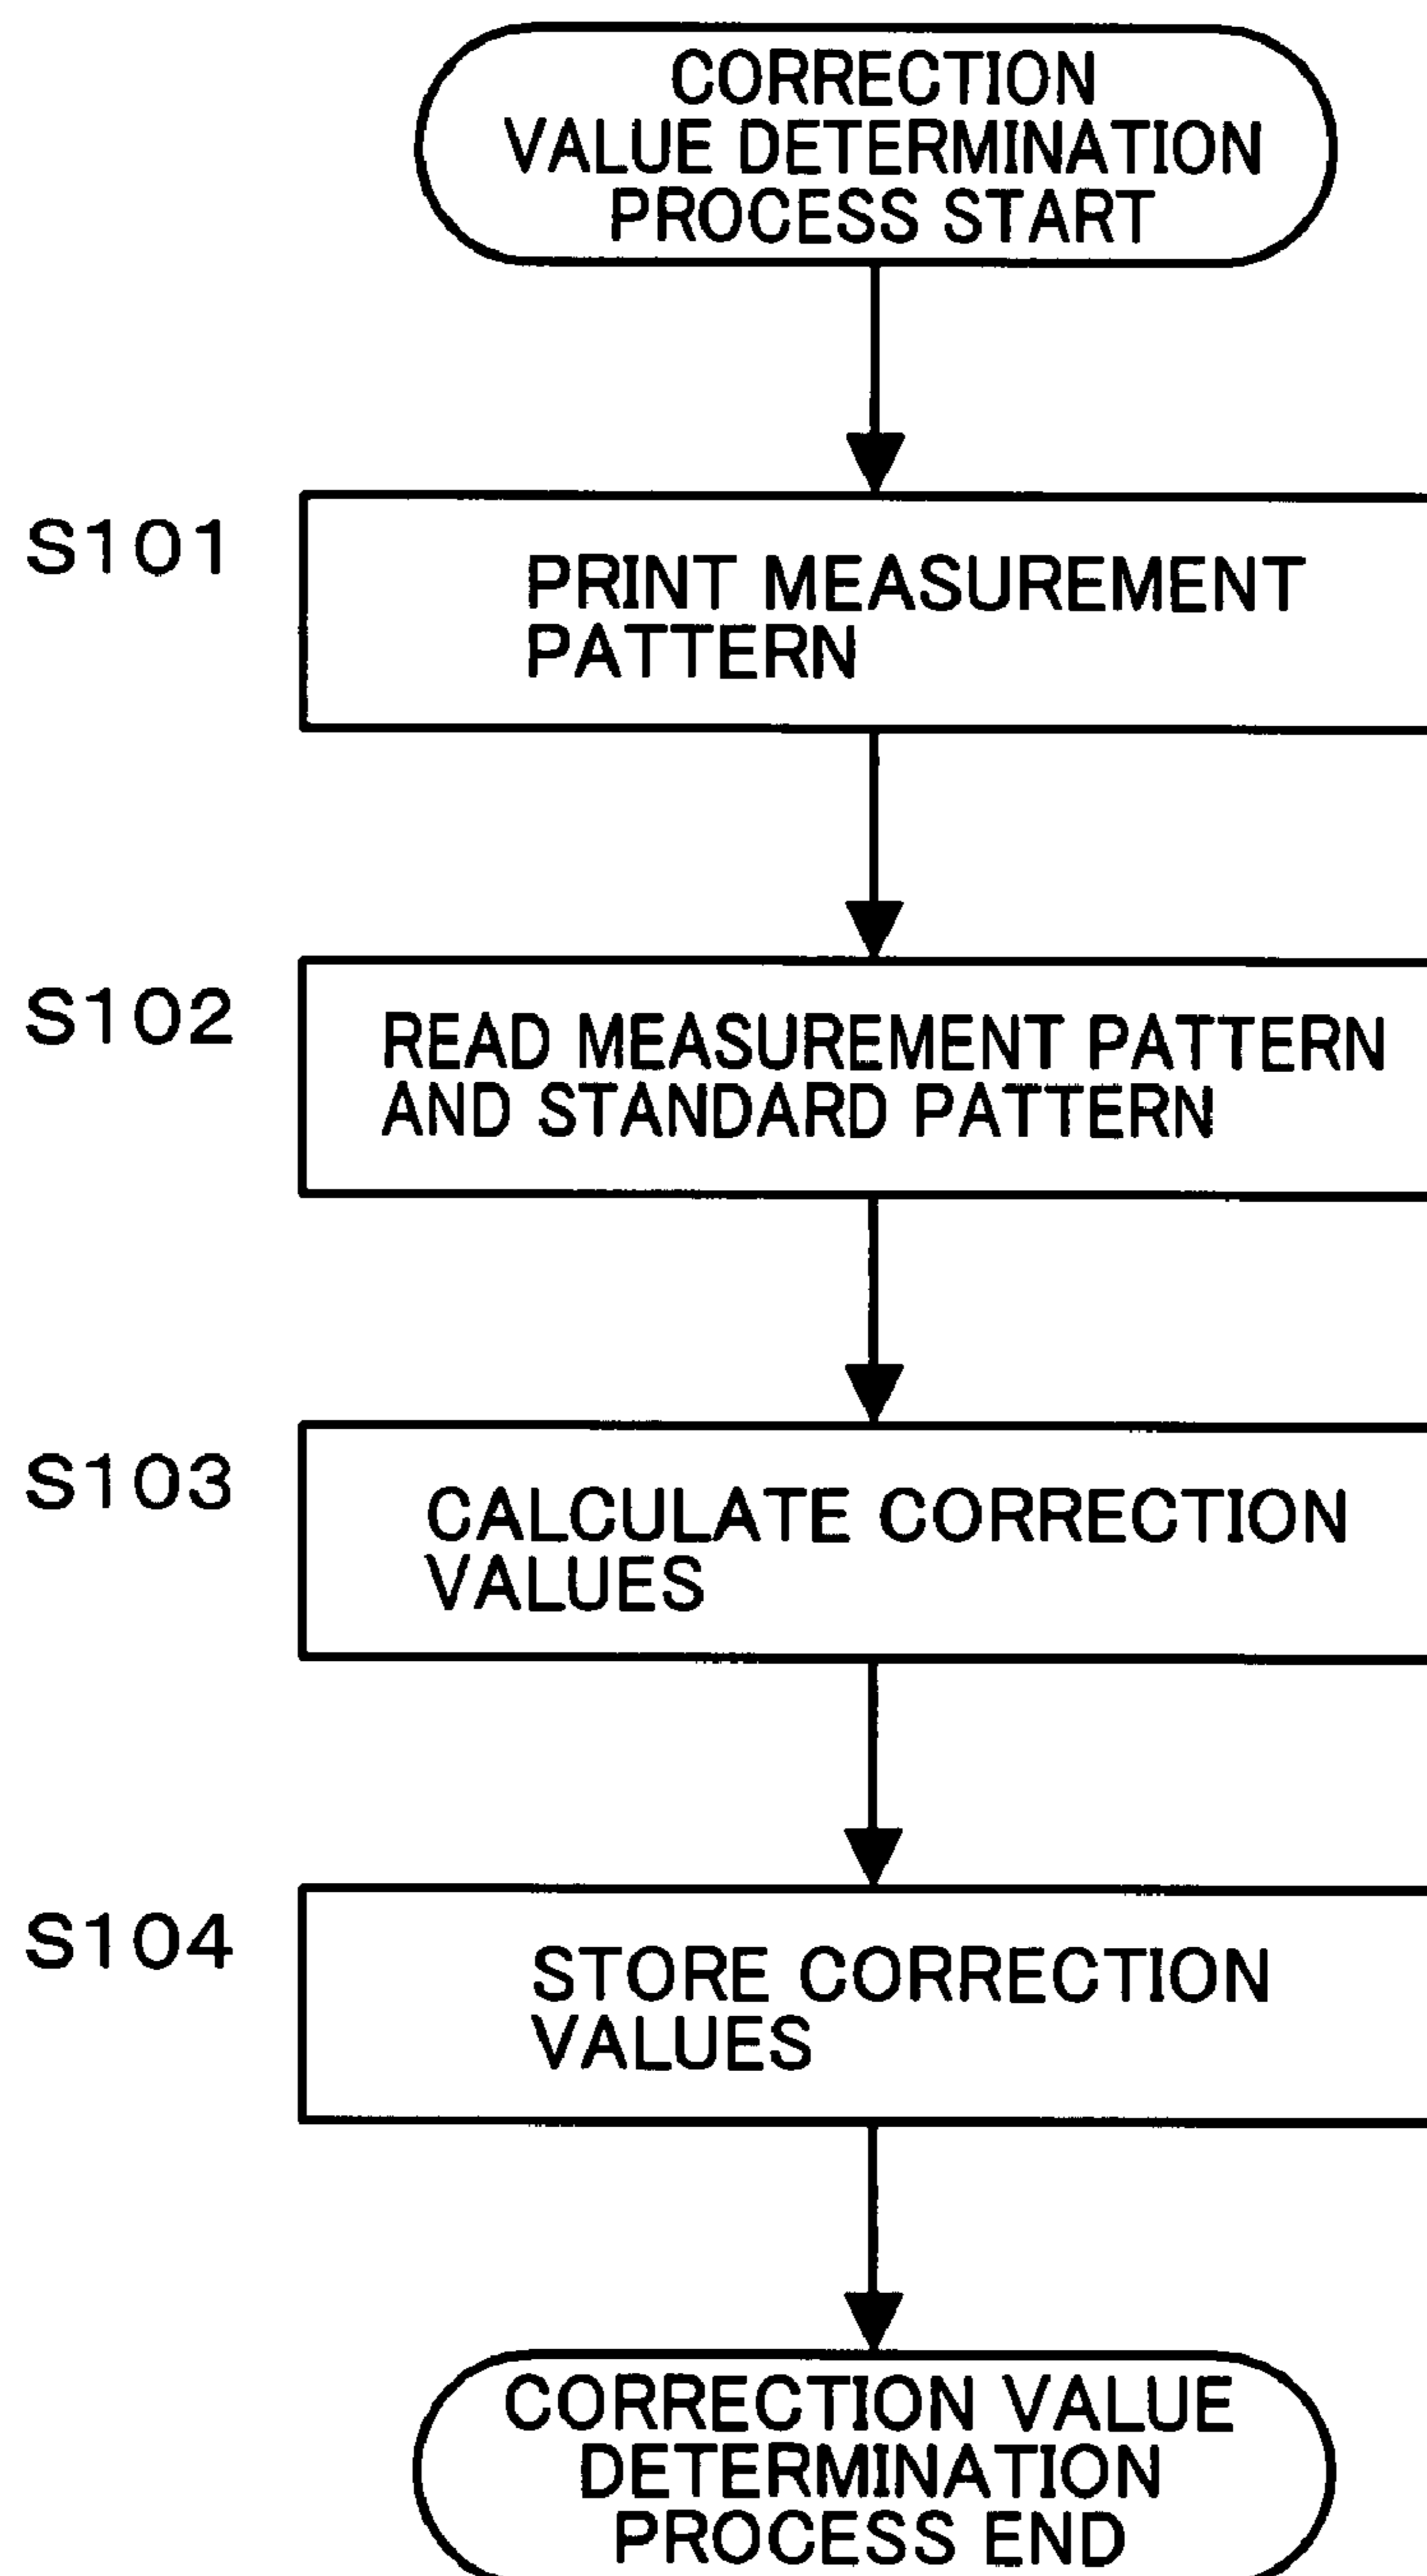 CORRECTION
VALUE DETERMINATION
PROCESS START
S101
PRINT MEASUREMENT
PATTERN
S102
READ MEASUREMENT PATTERN
AND STANDARD PATTERN
S103
CALCULATE CORRECTION
VALUES
S104
STORE CORRECTION
VALUES
CORRECTION VALUE
DETERMINATION
PROCESS END